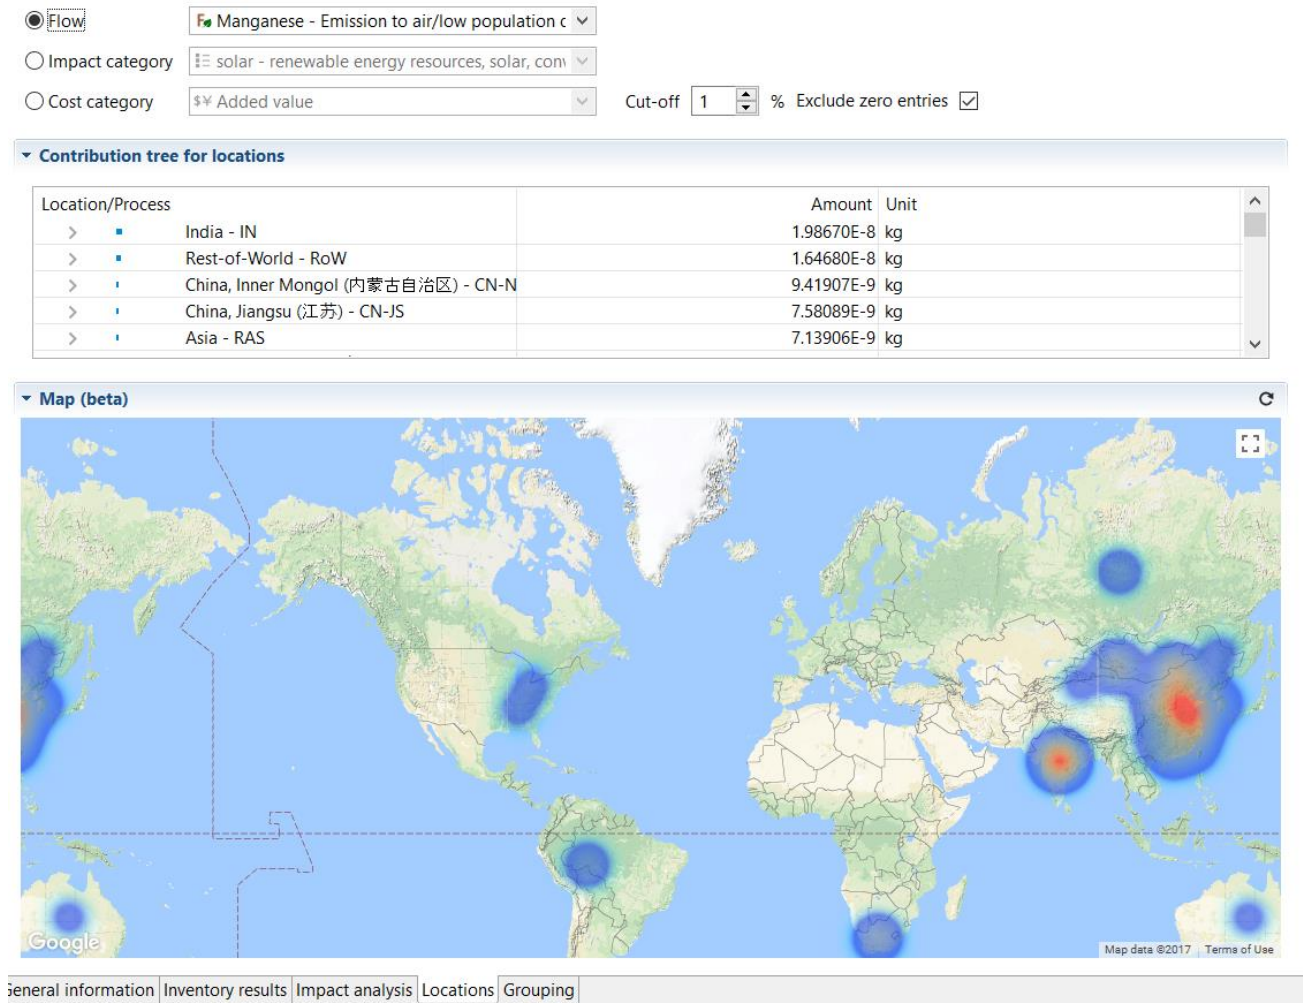 Flow
Manganese - Emission to air/low population c
Impact category
solar - renewable energy resources, solar, conv
Cost category
$¥ Added value
Cut-off 1 % Exclude zero entries
Contribution tree for locations
Location/Process Amount Unit
India - IN 1.98670E-8 kg
Rest-of-World - RoW 1.64680E-8 kg
China, Inner Mongol (内蒙古自治区) - CN-N 9.41907E-9 kg
China, Jiangsu (江苏) - CN-JS 7.58089E-9 kg
Asia - RAS 7.13906E-9 kg
Map (beta)
Google
Map data ©2017 Terms of Use
General information Inventory results Impact analysis Locations Grouping